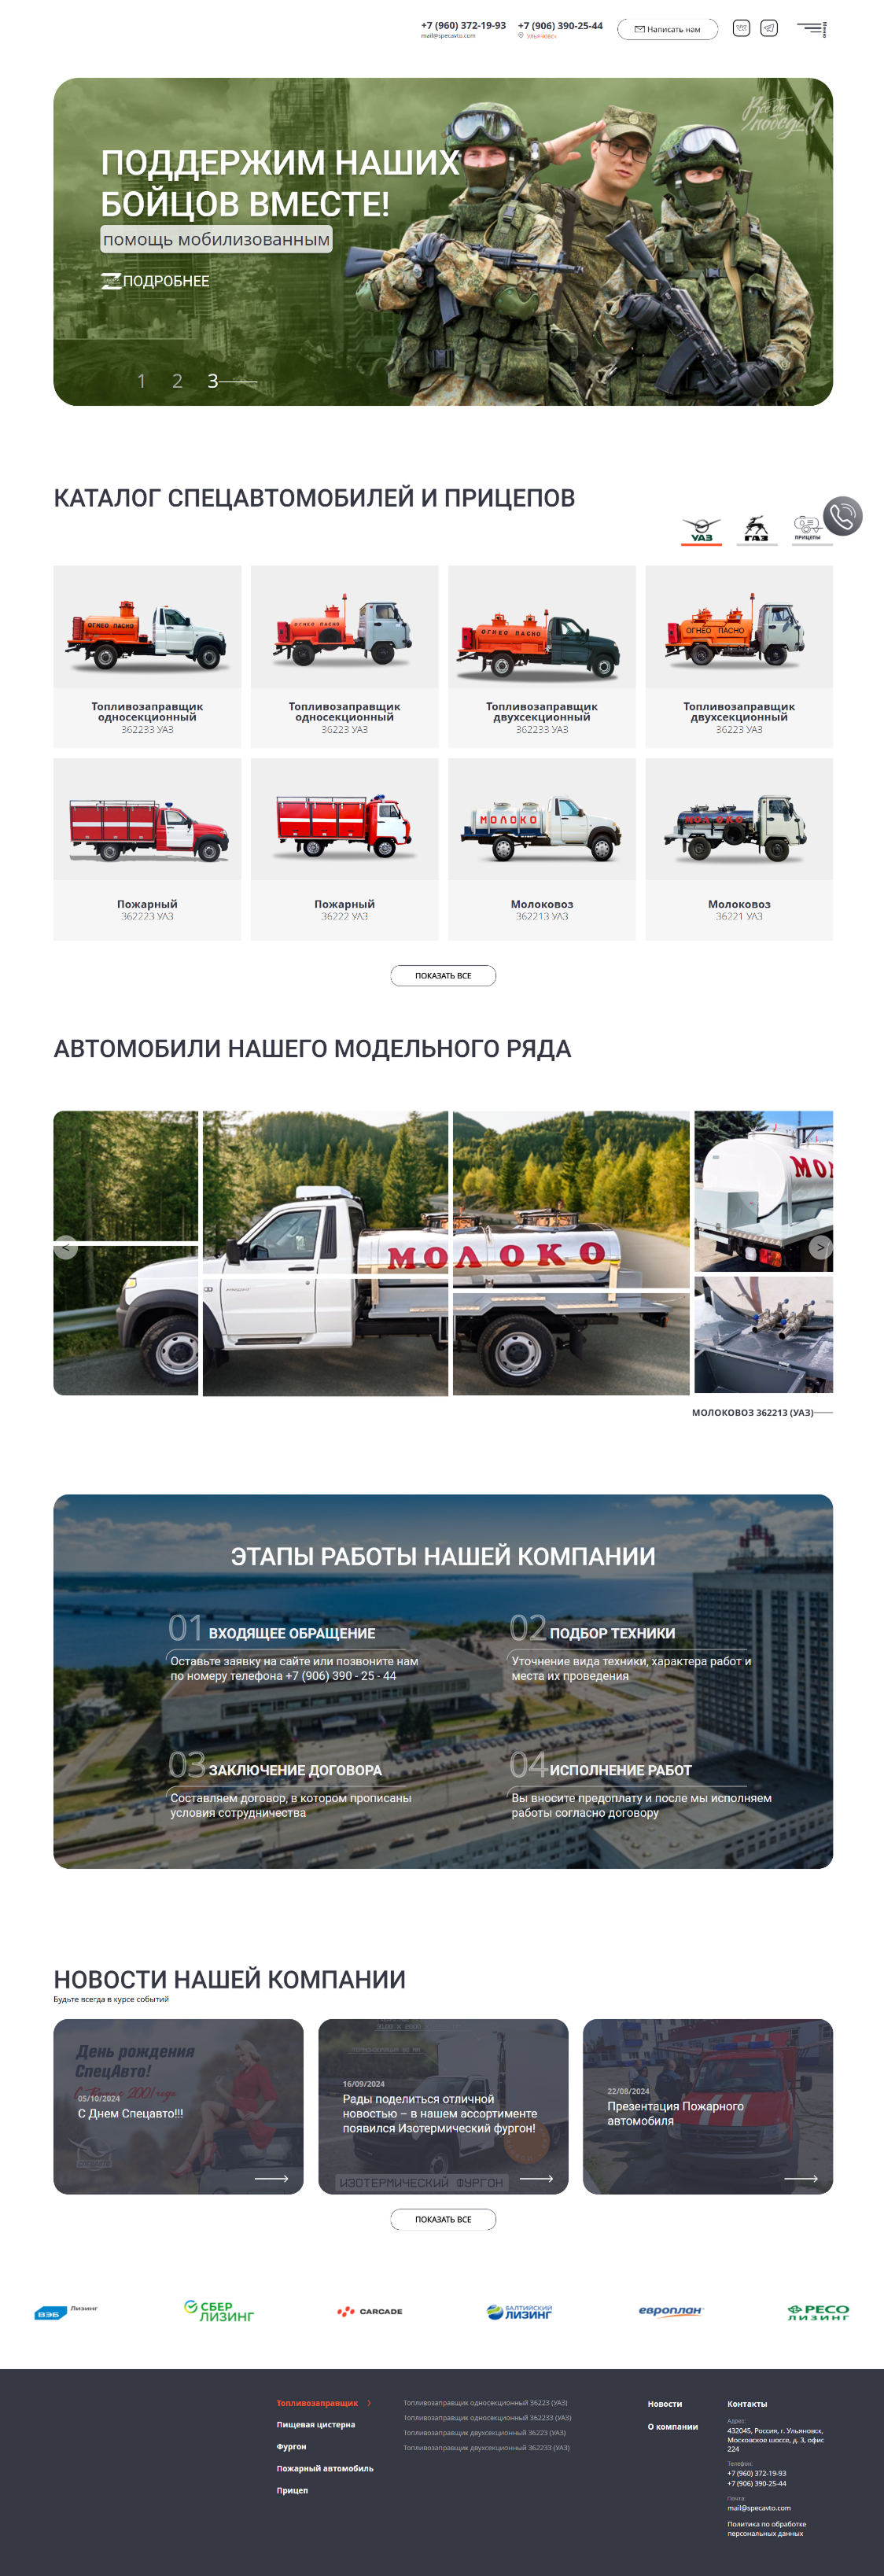 +7 (960) 372-19-93
mail@specavto.com
+7 (906) 390-25-44
Ульяновск
Написать нам
Меню
Всё для победы!
ПОДДЕРЖИМ НАШИХ
БОЙЦОВ ВМЕСТЕ!
помощь мобилизованным
ПОДРОБНЕЕ
1 2 3
КАТАЛОГ СПЕЦАВТОМОБИЛЕЙ И ПРИЦЕПОВ
УАЗ
ГАЗ
ПРИЦЕПЫ
ОГНЕОПАСНО
ОГНЕОПАСНО
ОГНЕОПАСНО
ОГНЕОПАСНО
Топливозаправщик
односекционный
362233 УАЗ
Топливозаправщик
односекционный
36223 УАЗ
Топливозаправщик
двухсекционный
362233 УАЗ
Топливозаправщик
двухсекционный
36223 УАЗ
МОЛОКО
МОЛОКО
Пожарный
362223 УАЗ
Пожарный
36222 УАЗ
Молоковоз
362213 УАЗ
Молоковоз
36221 УАЗ
ПОКАЗАТЬ ВСЕ
АВТОМОБИЛИ НАШЕГО МОДЕЛЬНОГО РЯДА
МОЛОКО
МОЛ
<
>
МОЛОКОВОЗ 362213 (УАЗ)
ЭТАПЫ РАБОТЫ НАШЕЙ КОМПАНИИ
01 ВХОДЯЩЕЕ ОБРАЩЕНИЕ
Оставьте заявку на сайте или позвоните нам
по номеру телефона +7 (906) 390 - 25 - 44
02 ПОДБОР ТЕХНИКИ
Уточнение вида техники, характера работ и
места их проведения
03 ЗАКЛЮЧЕНИЕ ДОГОВОРА
Составляем договор, в котором прописаны
условия сотрудничества
04 ИСПОЛНЕНИЕ РАБОТ
Вы вносите предоплату и после мы исполняем
работы согласно договору
НОВОСТИ НАШЕЙ КОМПАНИИ
Будьте всегда в курсе событий
День рождения
СпецАвто!
05/10/2024
С Днем Спецавто!!!
16/09/2024
Рады поделиться отличной
новостью – в нашем ассортименте
появился Изотермический фургон!
ИЗОТЕРМИЧЕСКИЙ ФУРГОН
22/08/2024
Презентация Пожарного
автомобиля
ПОКАЗАТЬ ВСЕ
ВЭБ Лизинг
СБЕР
ЛИЗИНГ
CARCADE
БАЛТИЙСКИЙ
ЛИЗИНГ
европлан
РЕСО
ЛИЗИНГ
Топливозаправщик
Пищевая цистерна
Фургон
Пожарный автомобиль
Прицеп
Топливозаправщик односекционный 36223 (УАЗ)
Топливозаправщик односекционный 362233 (УАЗ)
Топливозаправщик двухсекционный 36223 (УАЗ)
Топливозаправщик двухсекционный 362233 (УАЗ)
Новости
О компании
Контакты
Адрес:
432045, Россия, г. Ульяновск,
Московское шоссе, д. 3, офис
224
Телефон:
+7 (960) 372-19-93
+7 (906) 390-25-44
Почта:
mail@specavto.com
Политика по обработке
персональных данных